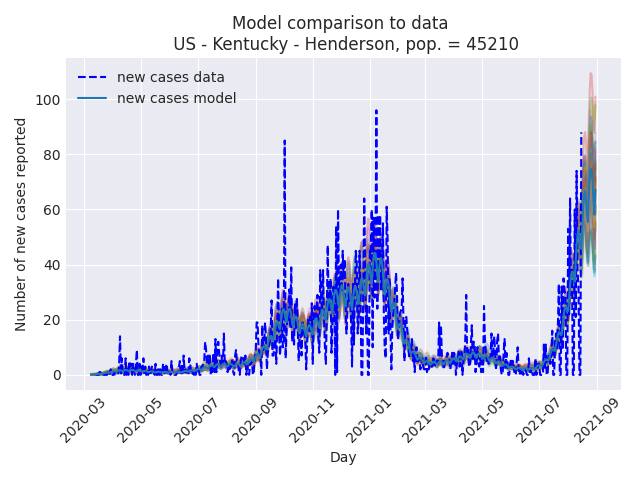 Model comparison to data
US - Kentucky - Henderson, pop. = 45210
new cases data
new cases model
Number of new cases reported
100
80
60
40
20
0
2020-03
2020-05
2020-07
2020-09
2020-11
2021-01
2021-03
2021-05
2021-07
2021-09
Day